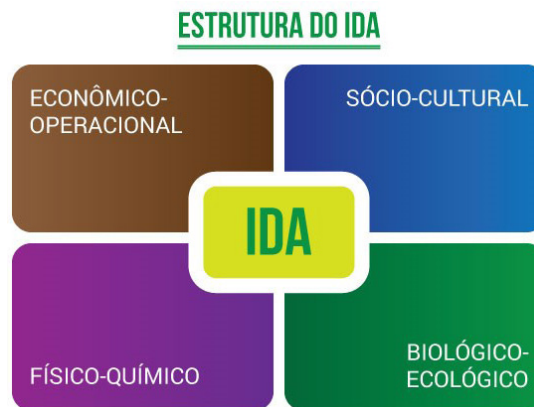 ESTRUTURA DO IDA
ECONÔMICO-
OPERACIONAL
SÓCIO-CULTURAL
IDA
FÍSICO-QUÍMICO
BIOLÓGICO-
ECOLÓGICO